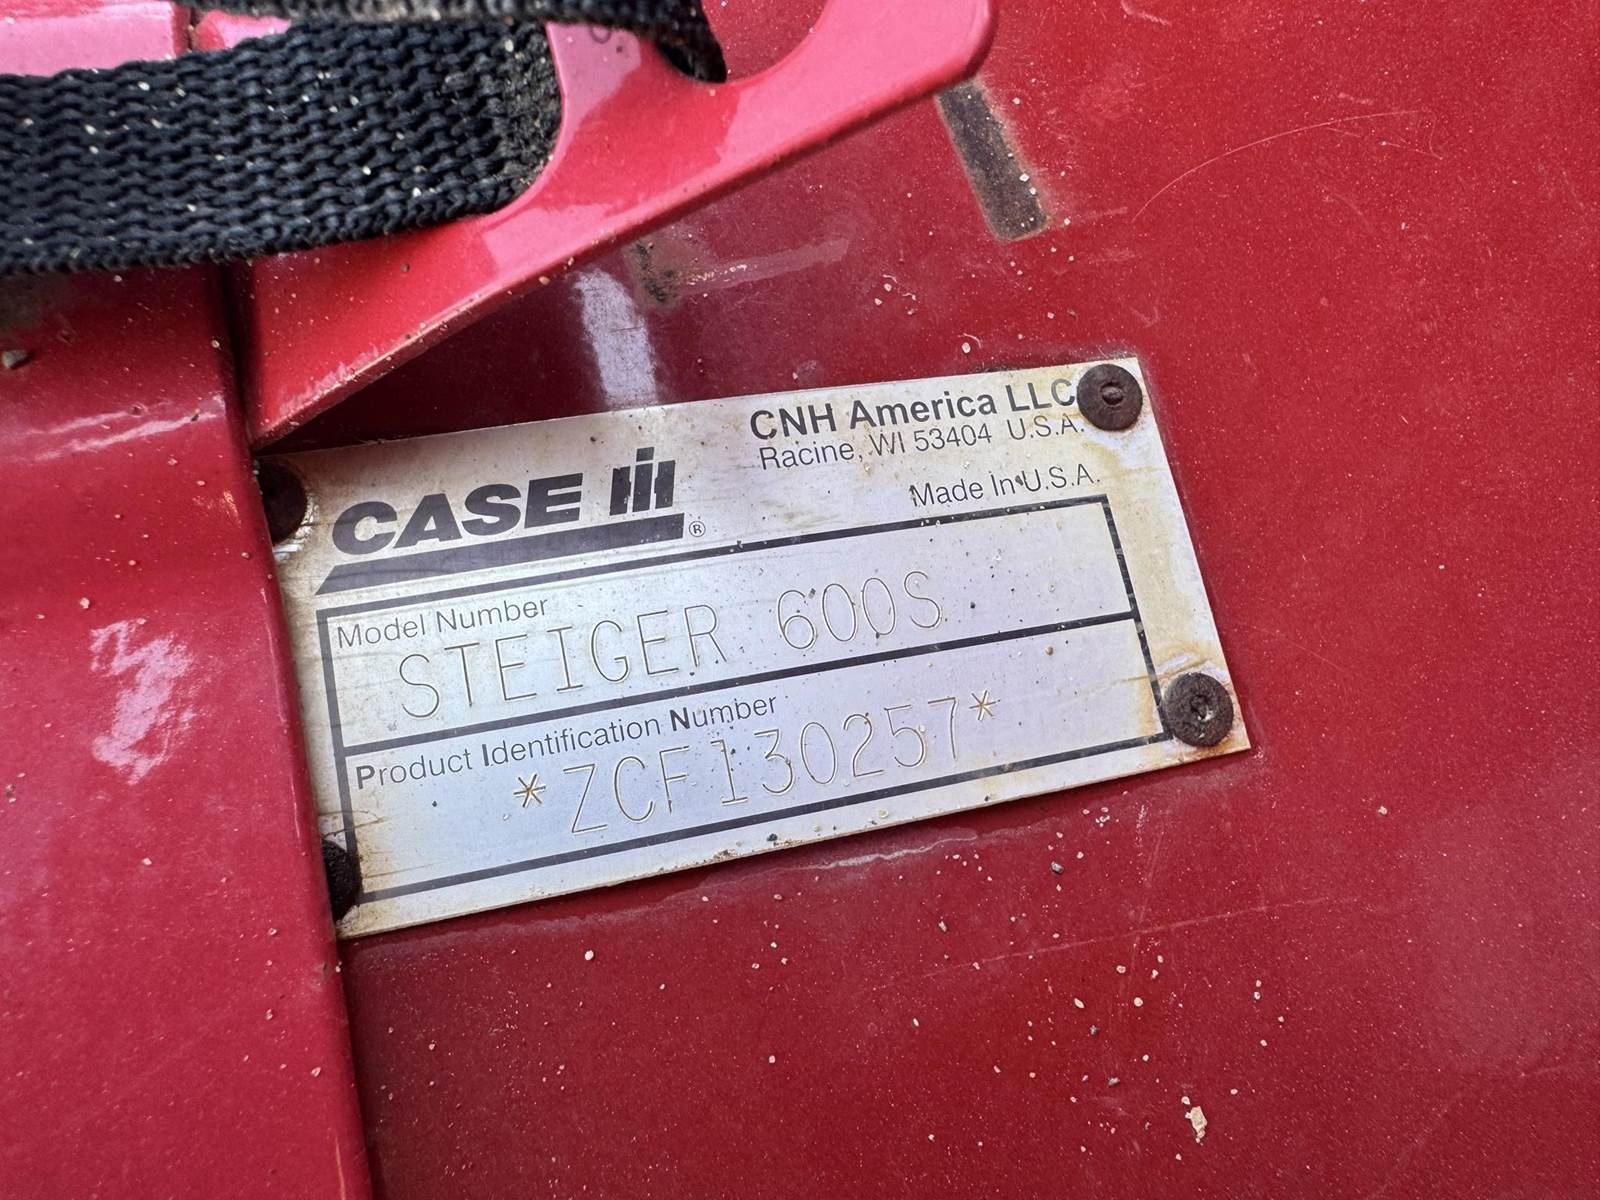 CNH America LLC
Racine, WI 53404 U.S.A.
Made In U.S.A.
CASE IH ®
Model Number
STEIGER 600S
Product Identification Number
*ZCF130257*